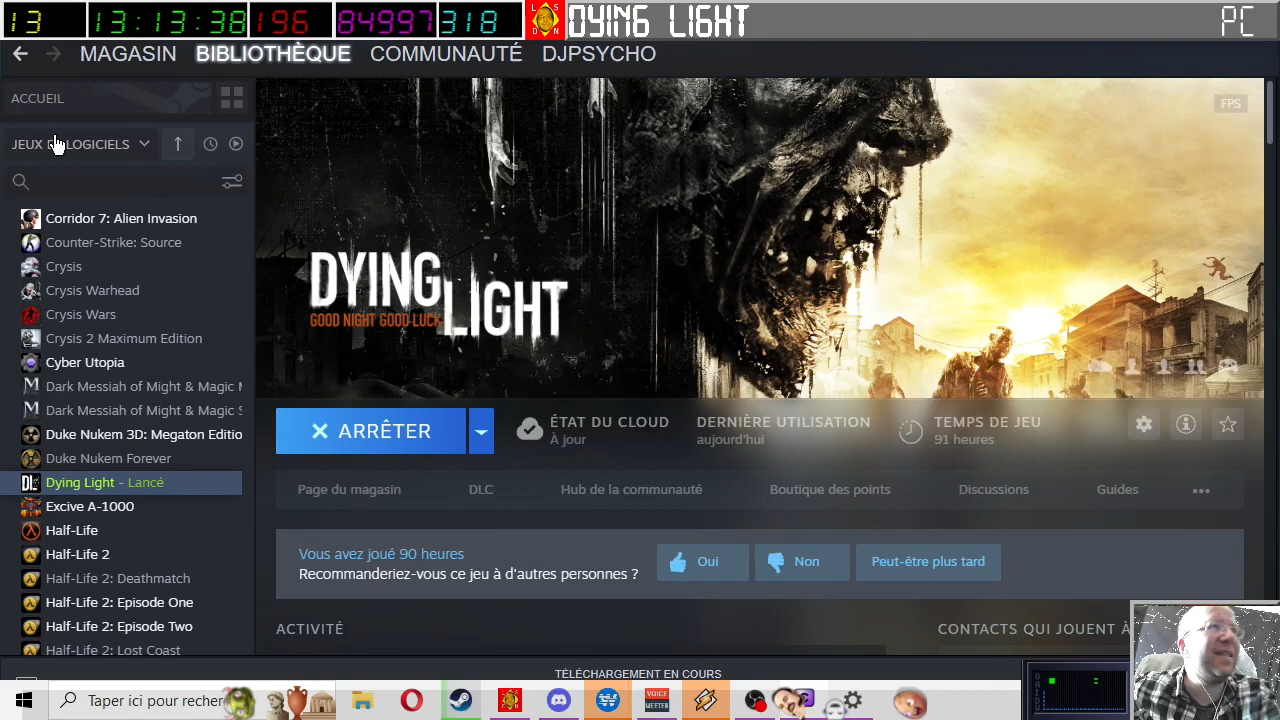 13 13:13:38 196 84997 318 LSDN DYING LIGHT PC
MAGASIN BIBLIOTHÈQUE COMMUNAUTÉ DJPSYCHO
ACCUEIL
FPS
JEUX LOGICIELS
Corridor 7: Alien Invasion
Counter-Strike: Source
Crysis
Crysis Warhead
Crysis Wars
Crysis 2 Maximum Edition
Cyber Utopia
Dark Messiah of Might & Magic M
Dark Messiah of Might & Magic S
Duke Nukem 3D: Megaton Editio
Duke Nukem Forever
DL Dying Light - Lancé
Excive A-1000
Half-Life
Half-Life 2
Half-Life 2: Deathmatch
Half-Life 2: Episode One
Half-Life 2: Episode Two
Half-Life 2: Lost Coast
DYING LIGHT
GOOD NIGHT GOOD LUCK
ARRÊTER
ÉTAT DU CLOUD
À jour
DERNIÈRE UTILISATION
aujourd'hui
TEMPS DE JEU
91 heures
Page du magasin DLC Hub de la communauté Boutique des points Discussions Guides
Vous avez joué 90 heures
Recommanderiez-vous ce jeu à d'autres personnes ?
Oui Non Peut-être plus tard
ACTIVITÉ CONTACTS QUI JOUENT À
TÉLÉCHARGEMENT EN COURS
Taper ici pour recher
VOICE
MEETER